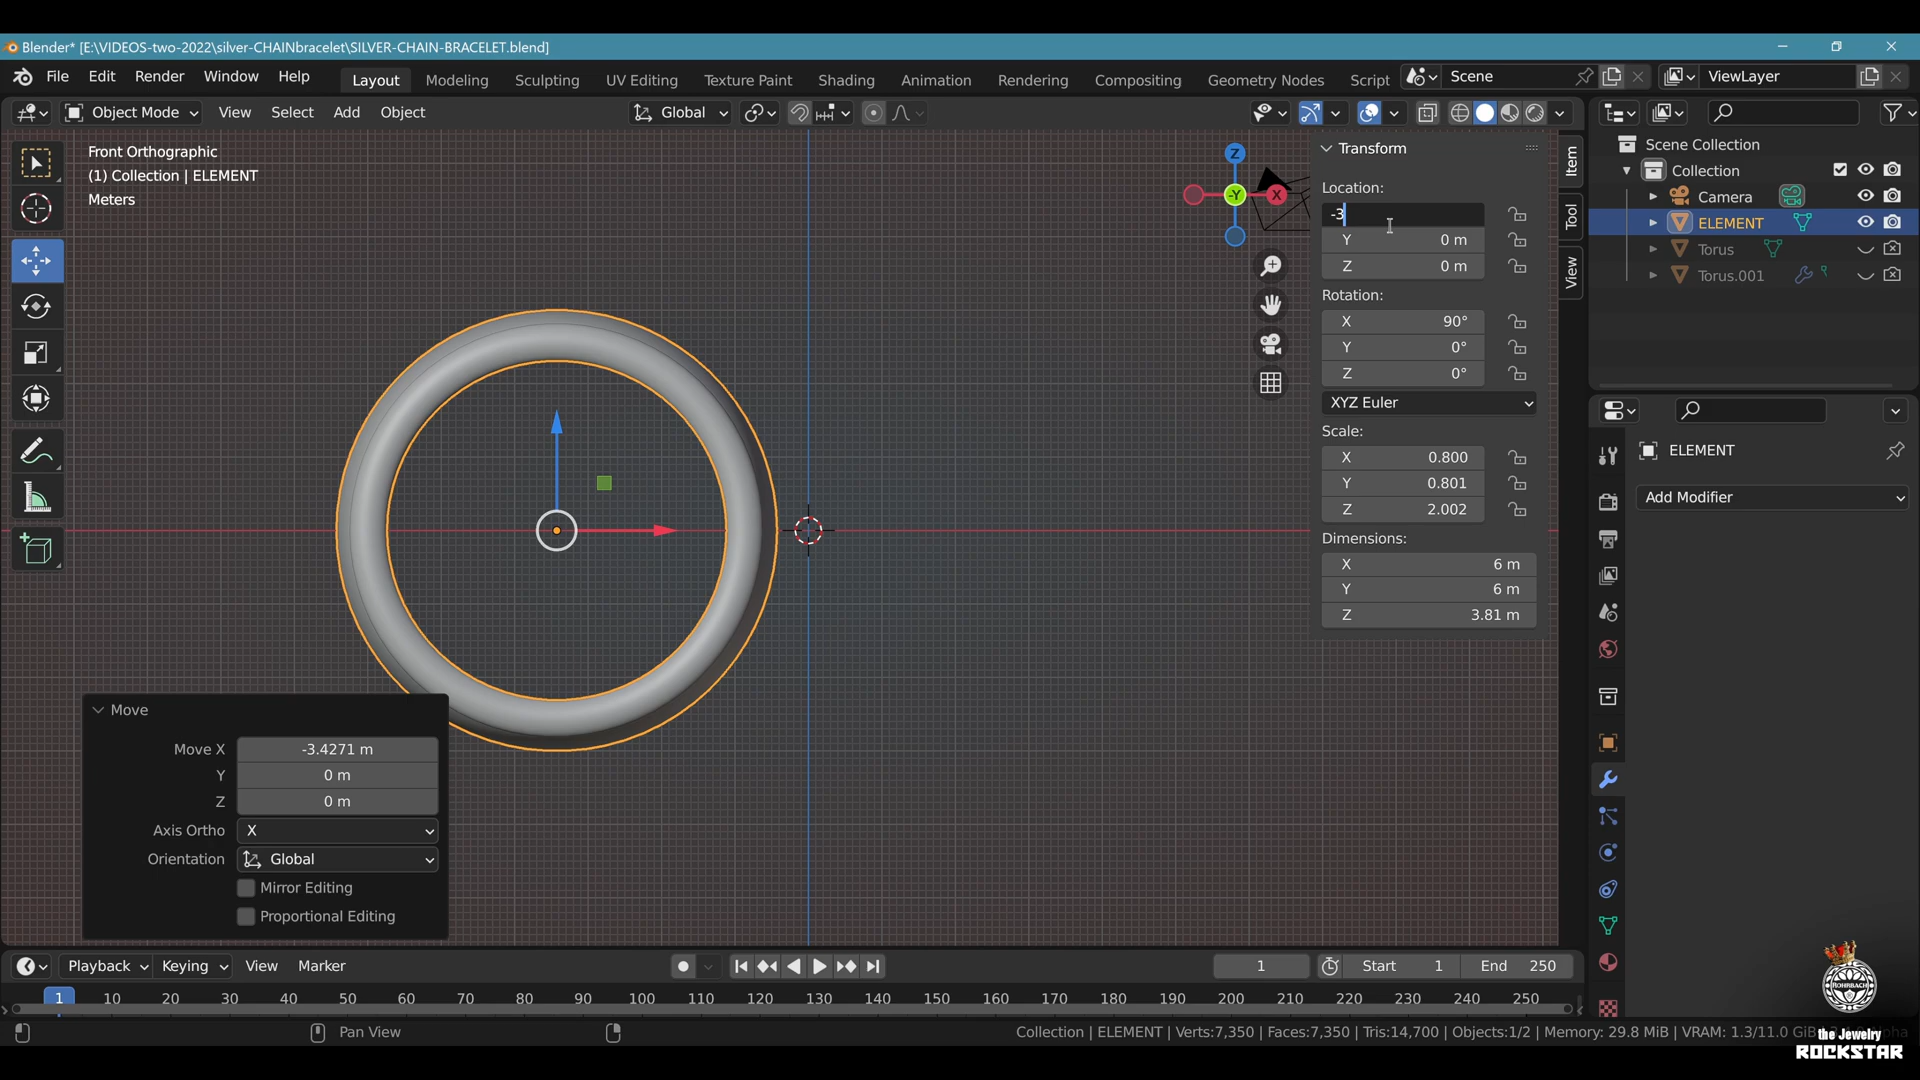 Blender* [E:\VIDEOS-two-2022\silver-CHAINbracelet\SILVER-CHAIN-BRACELET.blend]
File Edit Render Window Help Layout Modeling Sculpting UV Editing Texture Paint Shading Animation Rendering Compositing Geometry Nodes Script Scene ViewLayer
Object Mode View Select Add Object Global
Front Orthographic
(1) Collection | ELEMENT
Meters
Z
-Y
X
Transform
Location:
-3
Y 0 m
Z 0 m
Rotation:
X 90°
Y 0°
Z 0°
XYZ Euler
Scale:
X 0.800
Y 0.801
Z 2.002
Dimensions:
X 6 m
Y 6 m
Z 3.81 m
Item
Tool
View
Scene Collection
Collection
Camera
ELEMENT
Torus
Torus.001
ELEMENT
Add Modifier
Move
Move X -3.4271 m
Y 0 m
Z 0 m
Axis Ortho X
Orientation Global
Mirror Editing
Proportional Editing
Playback Keying View Marker 1 Start 1 End 250
1 10 20 30 40 50 60 70 80 90 100 110 120 130 140 150 160 170 180 190 200 210 220 230 240 250
Pan View
Collection | ELEMENT | Verts:7,350 | Faces:7,350 | Tris:14,700 | Objects:1/2 | Memory: 29.8 MiB | VRAM: 1.3/11.0 GiB
ROHRBACH
the Jewelry
ROCKSTAR